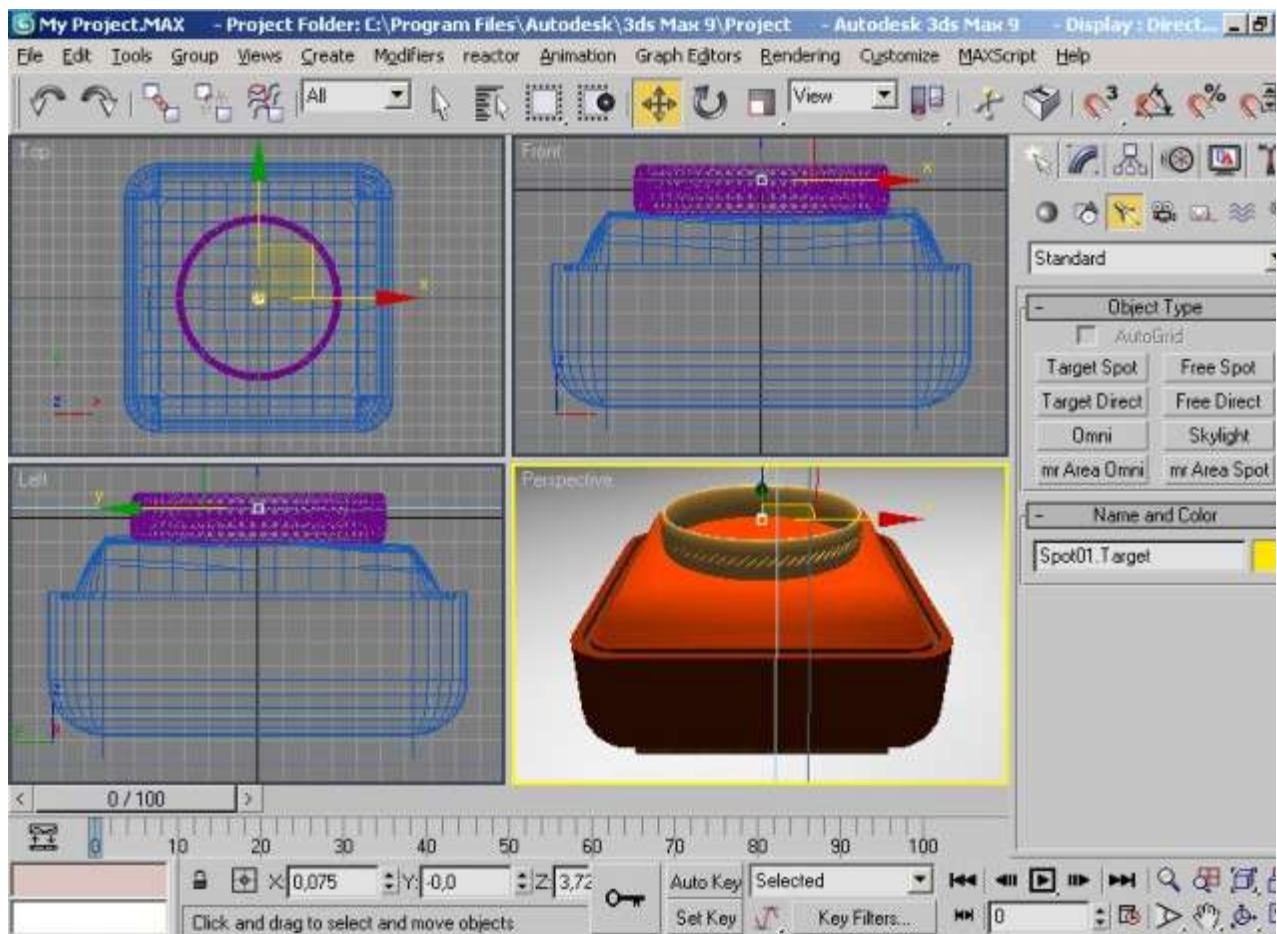 My Project.MAX - Project Folder: C:\Program Files\Autodesk\3ds Max 9\Project - Autodesk 3ds Max 9 - Display : Direct...
File Edit Tools Group Views Create Modifiers reactor Animation Graph Editors Rendering Customize MAXScript Help
All View 3 %
Top Front
Standard
- Object Type
AutoGrid
Target Spot Free Spot
Target Direct Free Direct
Omni Skylight
mr Area Omni mr Area Spot
Left Perspective
- Name and Color
Spot01.Target
< 0 / 100 >
0 10 20 30 40 50 60 70 80 90 100
X: 0,075 Y: -0,0 Z: 3,72 Auto Key Selected
Click and drag to select and move objects Set Key Key Filters... 0